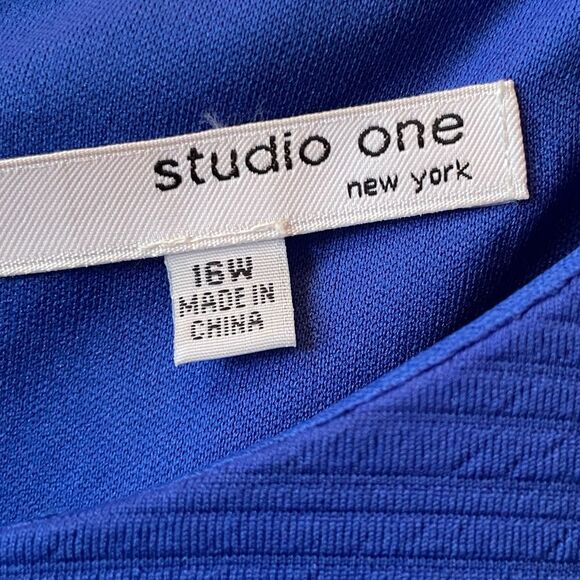 studio one
new york
16W
MADE IN
CHINA